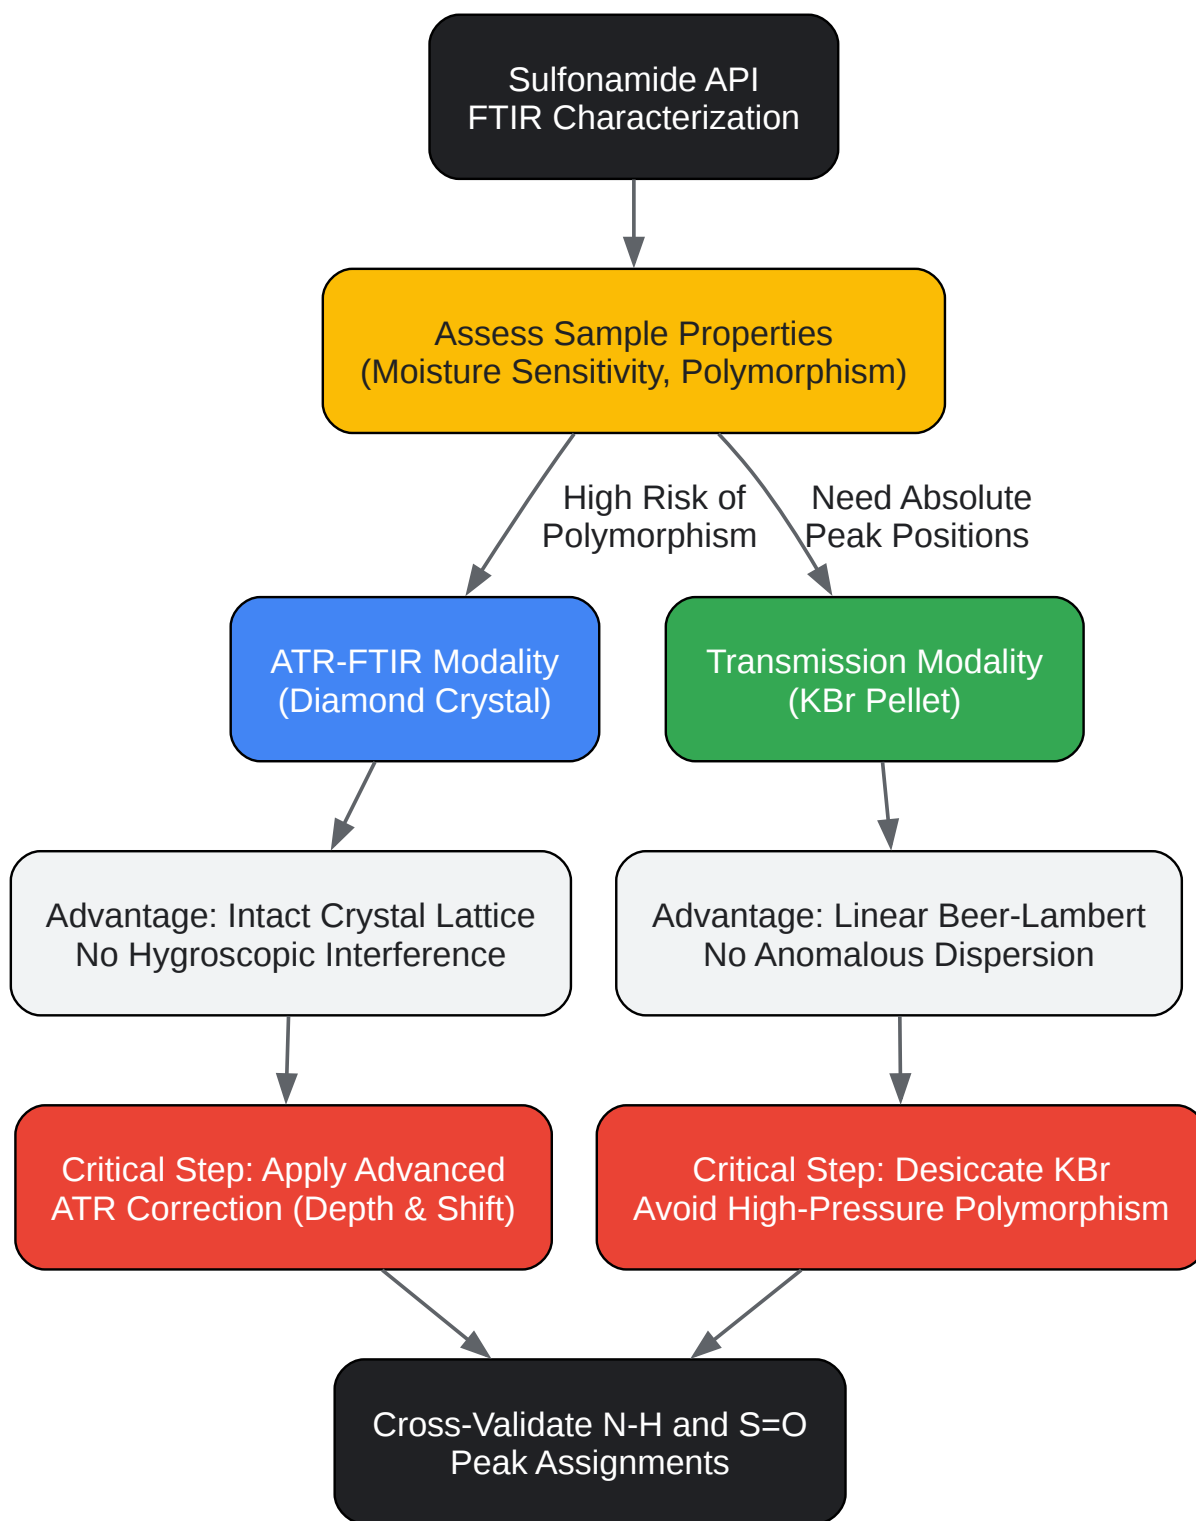 Sulfonamide API
FTIR Characterization
Assess Sample Properties
(Moisture Sensitivity, Polymorphism)
High Risk of
Polymorphism
Need Absolute
Peak Positions
ATR-FTIR Modality
(Diamond Crystal)
Transmission Modality
(KBr Pellet)
Advantage: Intact Crystal Lattice
No Hygroscopic Interference
Advantage: Linear Beer-Lambert
No Anomalous Dispersion
Critical Step: Apply Advanced
ATR Correction (Depth & Shift)
Critical Step: Desiccate KBr
Avoid High-Pressure Polymorphism
Cross-Validate N-H and S=O
Peak Assignments